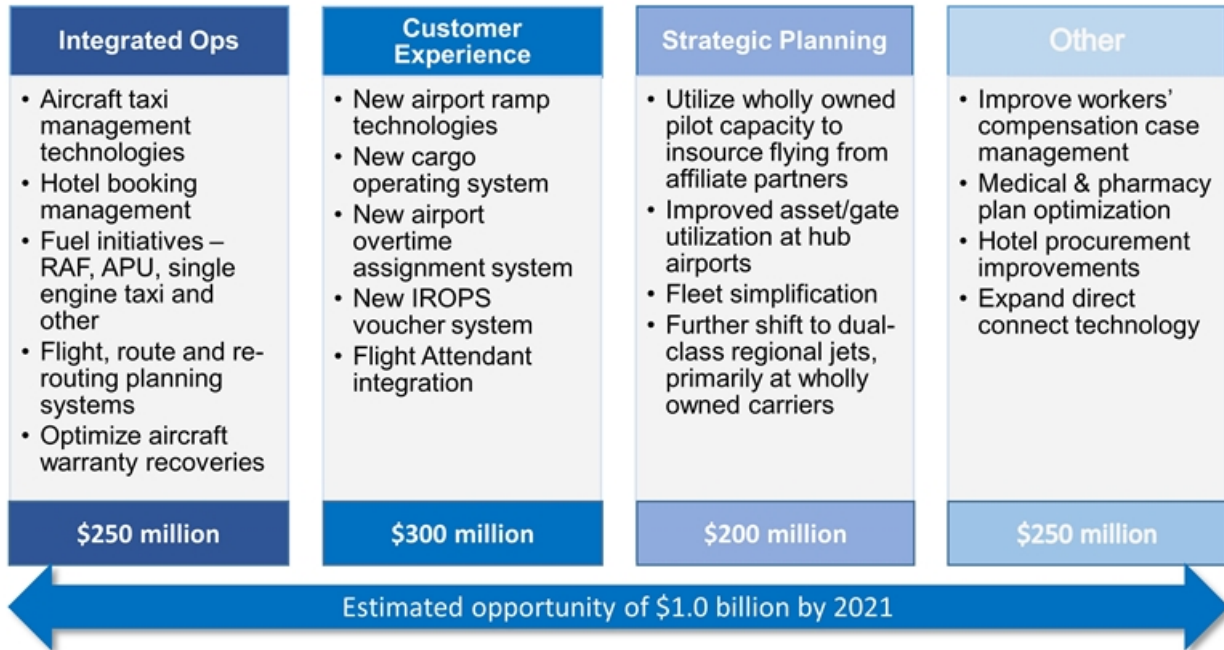 Integrated Ops
• Aircraft taxi
management
technologies
• Hotel booking
management
• Fuel initiatives –
RAF, APU, single
engine taxi and
other
• Flight, route and re-
routing planning
systems
• Optimize aircraft
warranty recoveries
$250 million
Customer
Experience
• New airport ramp
technologies
• New cargo
operating system
• New airport
overtime
assignment system
• New IROPS
voucher system
• Flight Attendant
integration
$300 million
Strategic Planning
• Utilize wholly owned
pilot capacity to
insource flying from
affiliate partners
• Improved asset/gate
utilization at hub
airports
• Fleet simplification
• Further shift to dual-
class regional jets,
primarily at wholly
owned carriers
$200 million
Other
• Improve workers’
compensation case
management
• Medical & pharmacy
plan optimization
• Hotel procurement
improvements
• Expand direct
connect technology
$250 million
Estimated opportunity of $1.0 billion by 2021